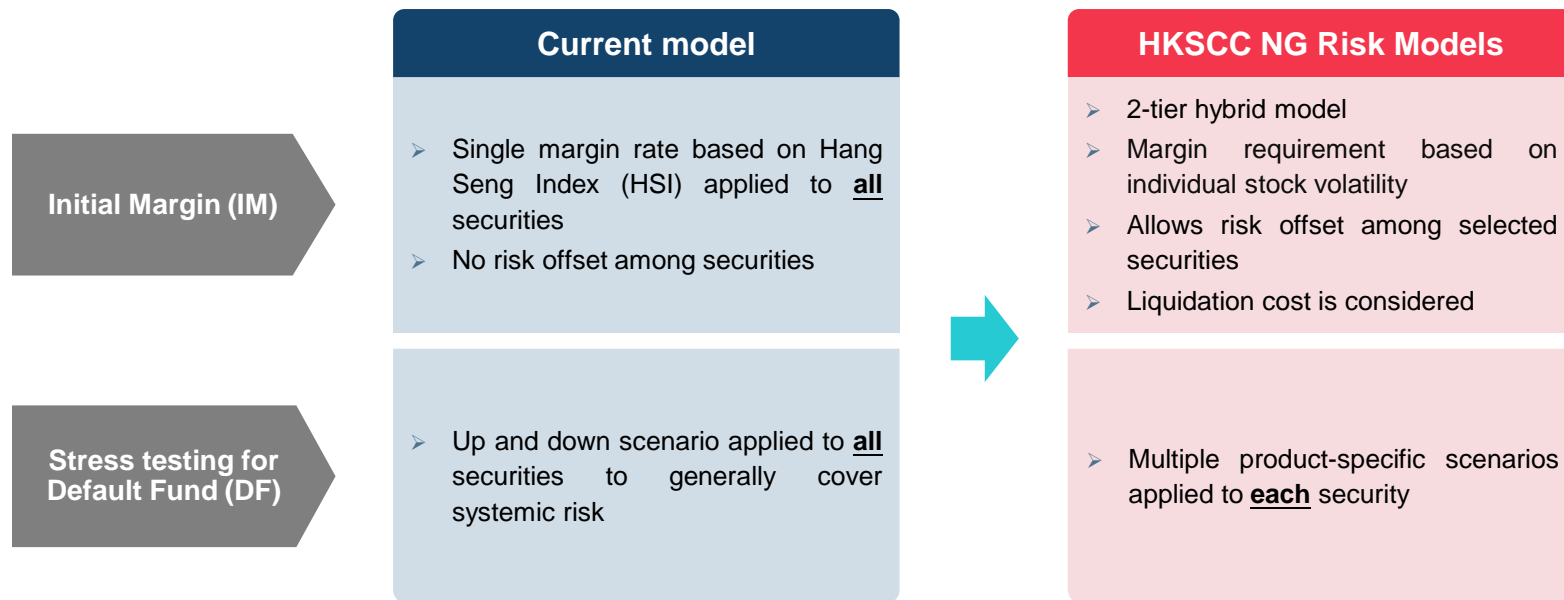 Current model
HKSCC NG Risk Models
Initial Margin (IM)
➢ Single margin rate based on Hang
Seng Index (HSI) applied to all
securities
➢ No risk offset among securities
➢ 2-tier hybrid model
➢ Margin requirement based on
individual stock volatility
➢ Allows risk offset among selected
securities
➢ Liquidation cost is considered
Stress testing for
Default Fund (DF)
➢ Up and down scenario applied to all
securities to generally cover
systemic risk
➢ Multiple product-specific scenarios
applied to each security